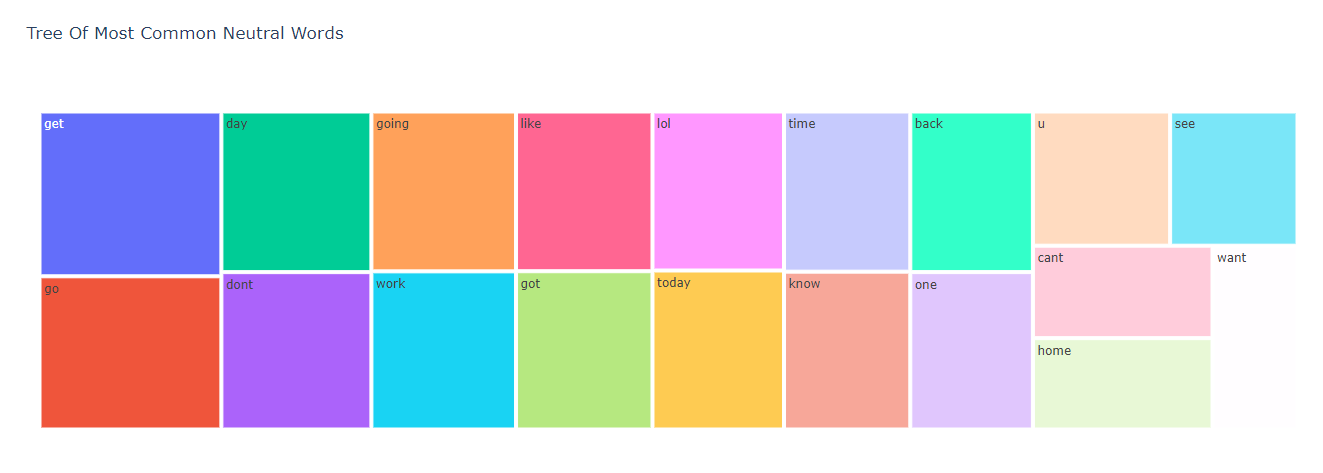 Tree Of Most Common Neutral Words
get
day
going
like
lol
time
back
u
see
cant
want
go
dont
work
got
today
know
one
home